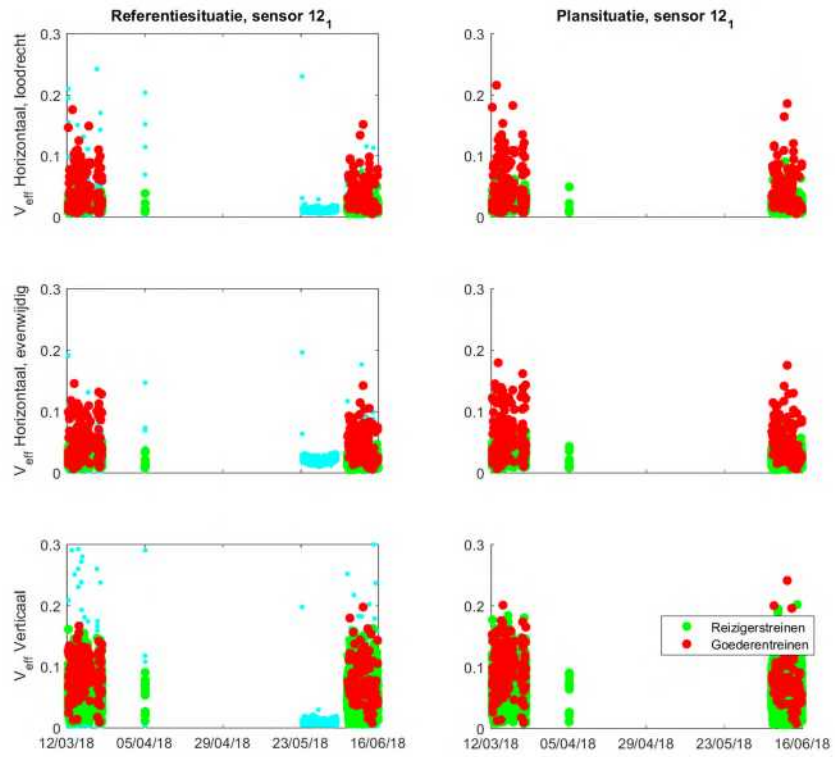 Referentiesituatie, sensor 12₁
Plansituatie, sensor 12₁
V_eff Horizontaal, loodrecht
0.3
0.2
0.1
0
0.3
0.2
0.1
0
V_eff Horizontaal, evenwijdig
0.3
0.2
0.1
0
0.3
0.2
0.1
0
V_eff Verticaal
0.3
0.2
0.1
0
0.3
0.2
0.1
0
Reizigerstreinen
Goederentreinen
12/03/18 05/04/18 29/04/18 23/05/18 16/06/18
12/03/18 05/04/18 29/04/18 23/05/18 16/06/18